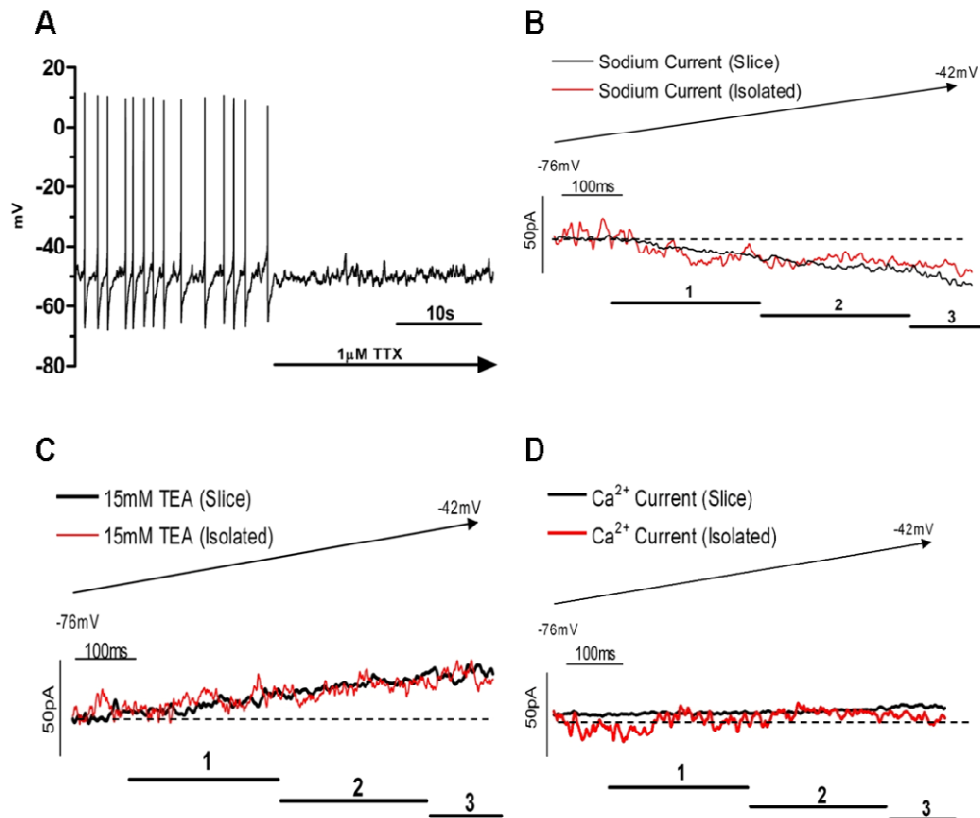 A
20
0
-20
-40
-60
-80
mV
10s
1µM TTX
B
Sodium Current (Slice)
Sodium Current (Isolated)
-42mV
-76mV
100ms
50pA
1
2
3
C
15mM TEA (Slice)
15mM TEA (Isolated)
-42mV
-76mV
100ms
50pA
1
2
3
D
Ca²⁺ Current (Slice)
Ca²⁺ Current (Isolated)
-42mV
-76mV
100ms
50pA
1
2
3